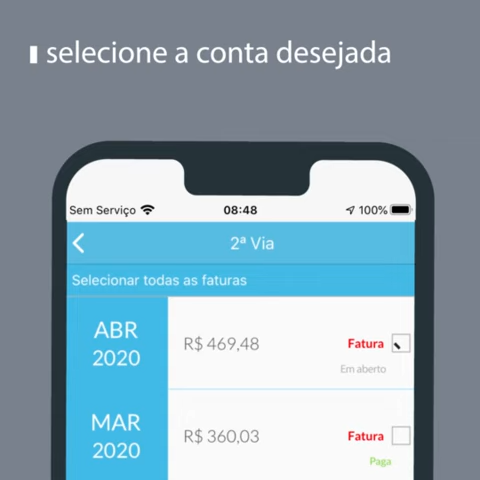 selecione a conta desejada
Sem Serviço 08:48 100%
2ª Via
Selecionar todas as faturas
ABR
2020
R$ 469,48
Fatura
Em aberto
MAR
2020
R$ 360,03
Fatura
Paga